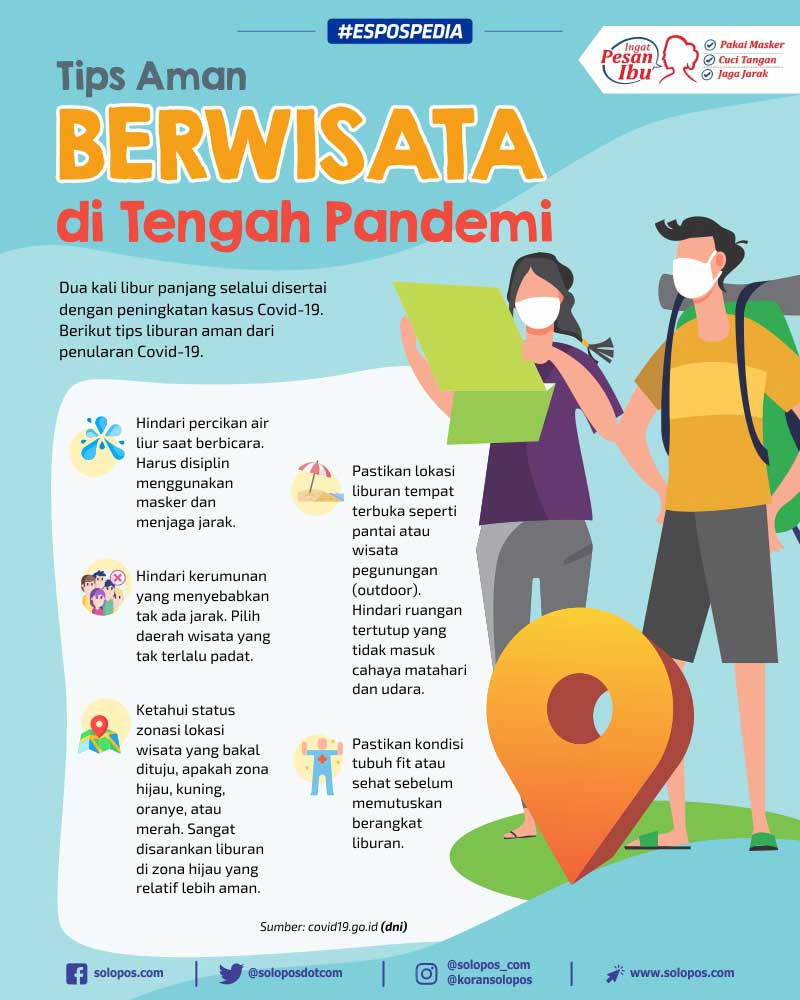 #ESPOSPEDIA
Ingat
Pesan
Ibu
Pakai Masker
Cuci Tangan
Jaga Jarak
Tips Aman
BERWISATA
di Tengah Pandemi
Dua kali libur panjang selalui disertai
dengan peningkatan kasus Covid-19.
Berikut tips liburan aman dari
penularan Covid-19.
Hindari percikan air
liur saat berbicara.
Harus disiplin
menggunakan
masker dan
menjaga jarak.
Hindari kerumunan
yang menyebabkan
tak ada jarak. Pilih
daerah wisata yang
tak terlalu padat.
Ketahui status
zonasi lokasi
wisata yang bakal
dituju, apakah zona
hijau, kuning,
oranye, atau
merah. Sangat
disarankan liburan
di zona hijau yang
relatif lebih aman.
Pastikan lokasi
liburan tempat
terbuka seperti
pantai atau
wisata
pegunungan
(outdoor).
Hindari ruangan
tertutup yang
tidak masuk
cahaya matahari
dan udara.
Pastikan kondisi
tubuh fit atau
sehat sebelum
memutuskan
berangkat
liburan.
Sumber: covid19.go.id (dni)
solopos.com
@soloposdotcom
@solopos_com
@koransolopos
www.solopos.com